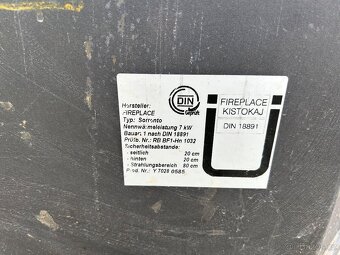 Hersteller:
FIREPLACE
Typ: Sorrento
Nennwärmeleistung 7 kW
Bauart 1 nach DIN 18891
Prüfb. Nr.: RB BF1-Hn 1032
Sicherheitsabstände:
- seitlich 20 cm
- hinten 20 cm
- Strahlungsbereich 80 cm
Prod. Nr.: Y 7028 0585
DIN
Geprüft
FIREPLACE
KISTOKAJ
DIN 18891